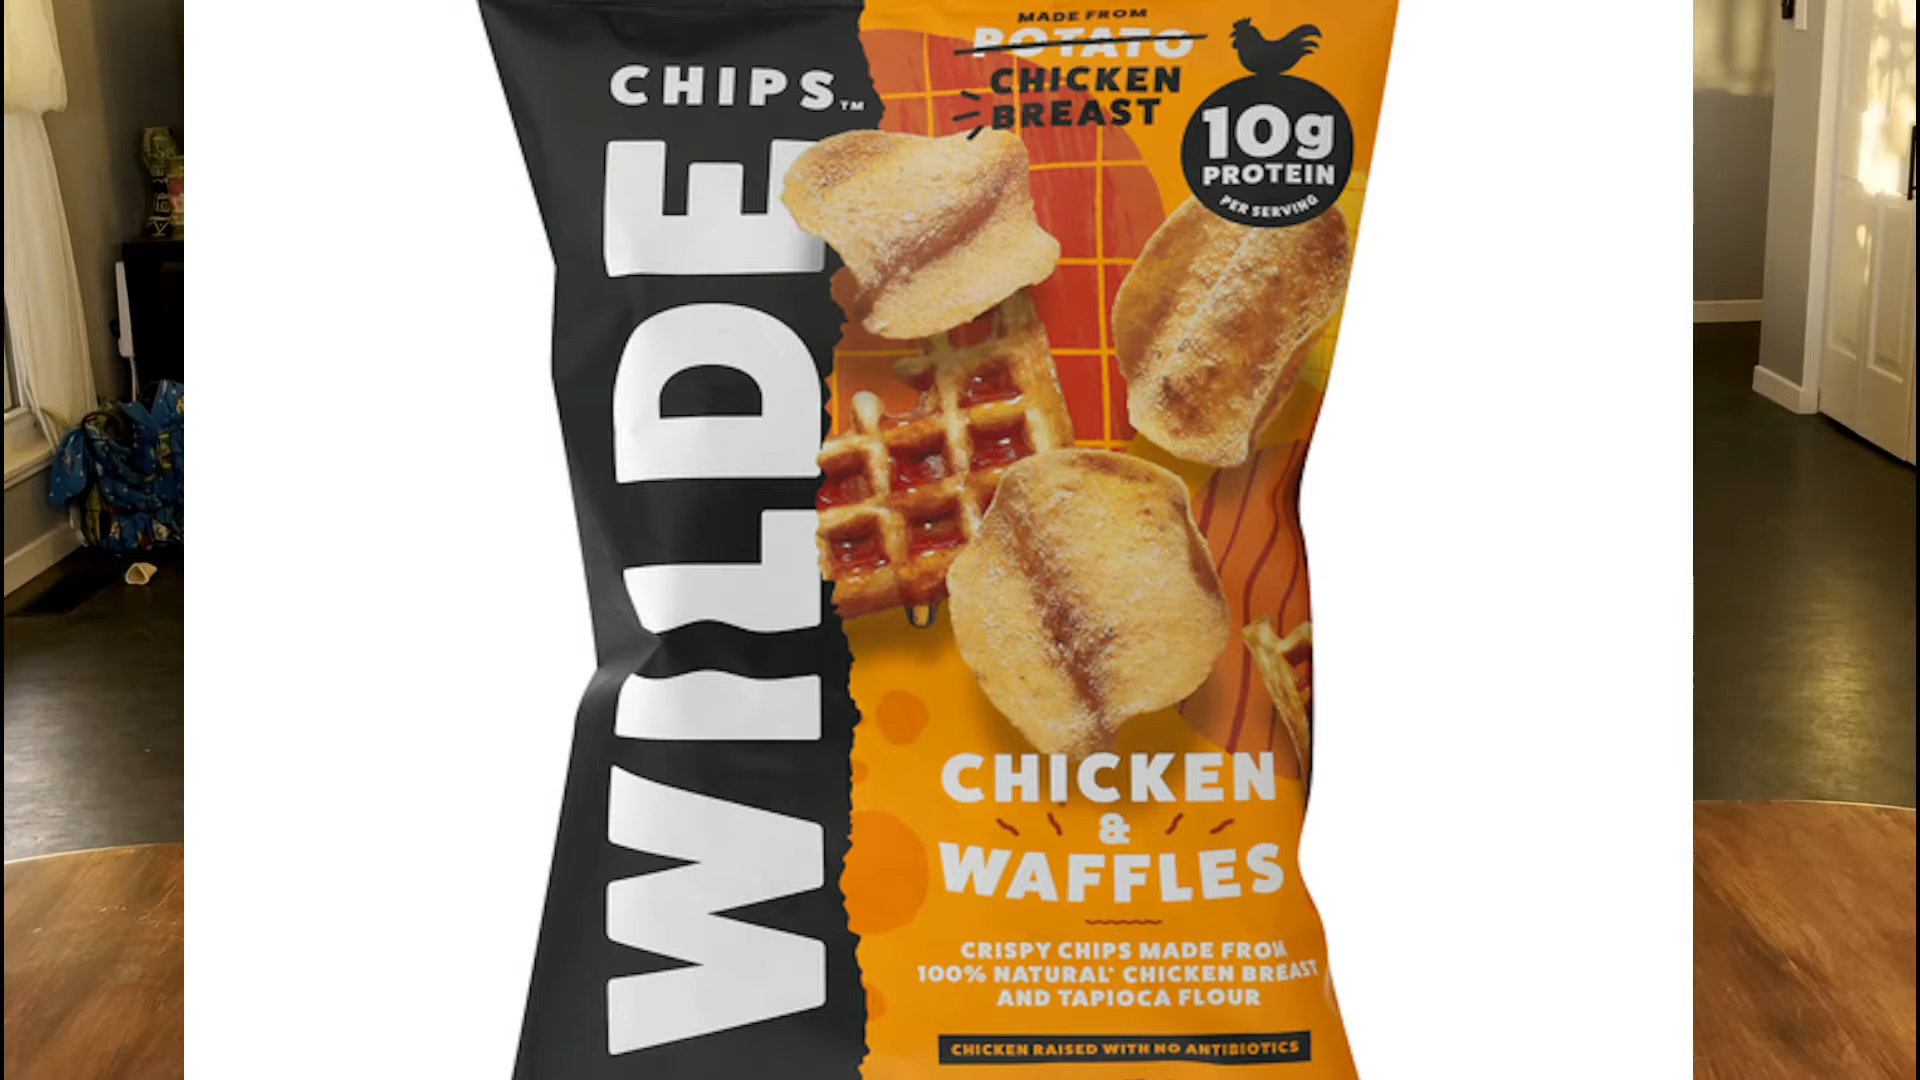 CHIPS™
WILDE
MADE FROM
POTATO
CHICKEN
BREAST
10g
PROTEIN
PER SERVING
CHICKEN
&
WAFFLES
CRISPY CHIPS MADE FROM
100% NATURAL* CHICKEN BREAST
AND TAPIOCA FLOUR
CHICKEN RAISED WITH NO ANTIBIOTICS